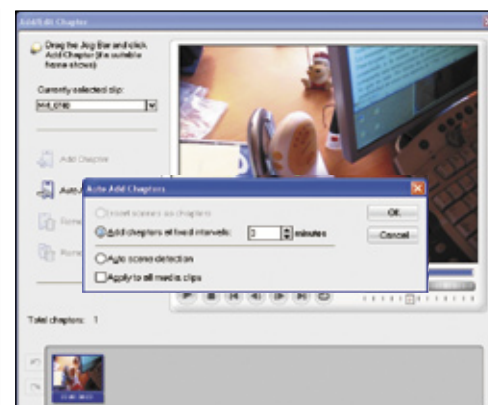 Add/Edit Chapter
Drag the Jog Bar and click
Add Chapter (the suitable
frame shows)
Currently selected clip:
Add Chapter
Auto Add Chapters
Insert scenes as chapters
Add chapters at fixed intervals: 3 minutes
Auto scene detection
Apply to all media clips
OK
Cancel
Total chapters: 1